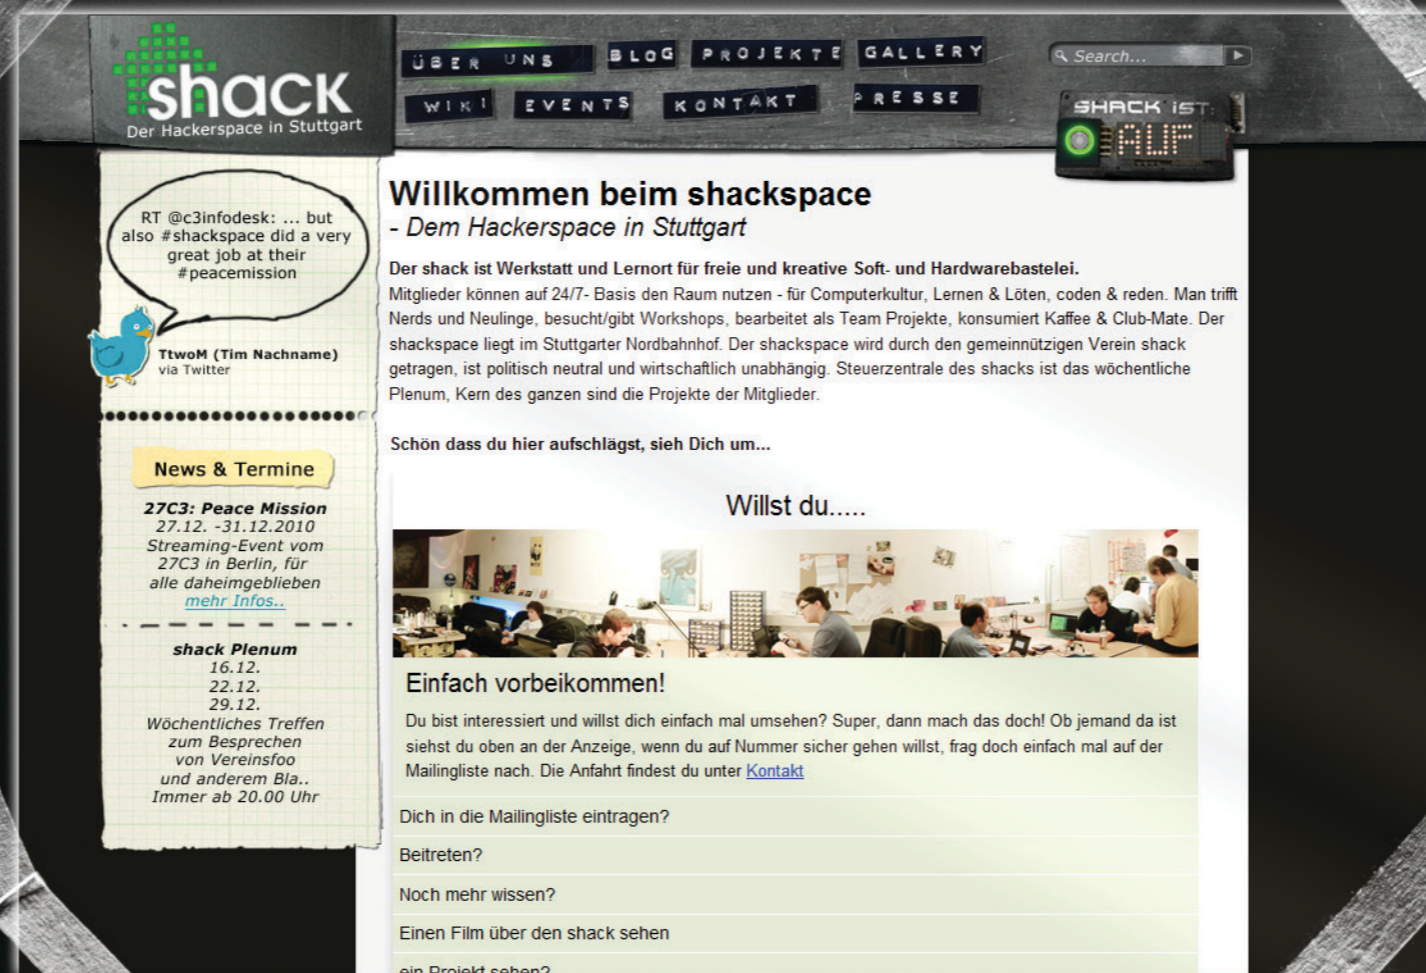 shack
Der Hackerspace in Stuttgart
ÜBER UNS
BLOG
PROJEKTE
GALLERY
WIKI
EVENTS
KONTAKT
PRESSE
Search...
SHACK iST:
AUF
RT @c3infodesk: ... but
also #shackspace did a very
great job at their
#peacemission
TtwoM (Tim Nachname)
via Twitter
News & Termine
27C3: Peace Mission
27.12. -31.12.2010
Streaming-Event vom
27C3 in Berlin, für
alle daheimgeblieben
mehr Infos..
shack Plenum
16.12.
22.12.
29.12.
Wöchentliches Treffen
zum Besprechen
von Vereinsfoo
und anderem Bla..
Immer ab 20.00 Uhr
Willkommen beim shackspace
- Dem Hackerspace in Stuttgart
Der shack ist Werkstatt und Lernort für freie und kreative Soft- und Hardwarebastelei.
Mitglieder können auf 24/7- Basis den Raum nutzen - für Computerkultur, Lernen & Löten, coden & reden. Man trifft
Nerds und Neulinge, besucht/gibt Workshops, bearbeitet als Team Projekte, konsumiert Kaffee & Club-Mate. Der
shackspace liegt im Stuttgarter Nordbahnhof. Der shackspace wird durch den gemeinnützigen Verein shack
getragen, ist politisch neutral und wirtschaftlich unabhängig. Steuerzentrale des shacks ist das wöchentliche
Plenum, Kern des ganzen sind die Projekte der Mitglieder.
Schön dass du hier aufschlägst, sieh Dich um...
Willst du.....
Einfach vorbeikommen!
Du bist interessiert und willst dich einfach mal umsehen? Super, dann mach das doch! Ob jemand da ist
siehst du oben an der Anzeige, wenn du auf Nummer sicher gehen willst, frag doch einfach mal auf der
Mailingliste nach. Die Anfahrt findest du unter Kontakt
Dich in die Mailingliste eintragen?
Beitreten?
Noch mehr wissen?
Einen Film über den shack sehen
ein Projekt sehen?